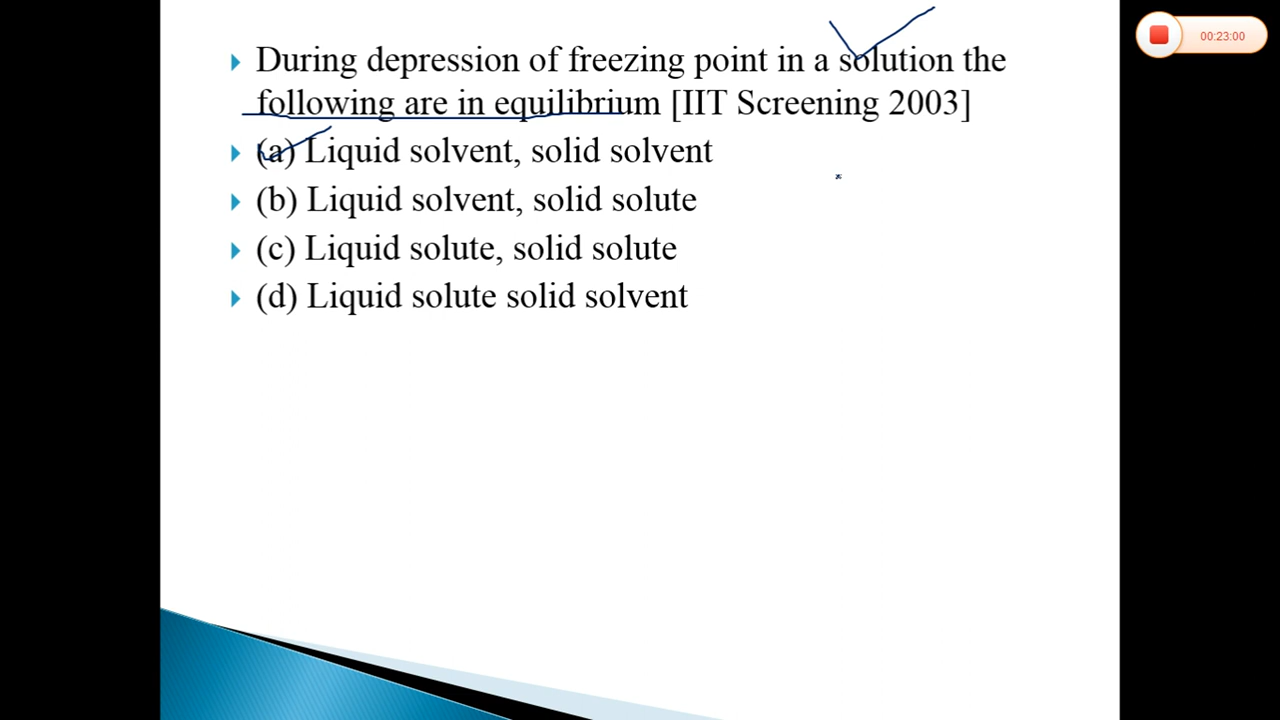 00:23:00
During depression of freezing point in a solution the
following are in equilibrium [IIT Screening 2003]
(a) Liquid solvent, solid solvent
(b) Liquid solvent, solid solute
(c) Liquid solute, solid solute
(d) Liquid solute solid solvent